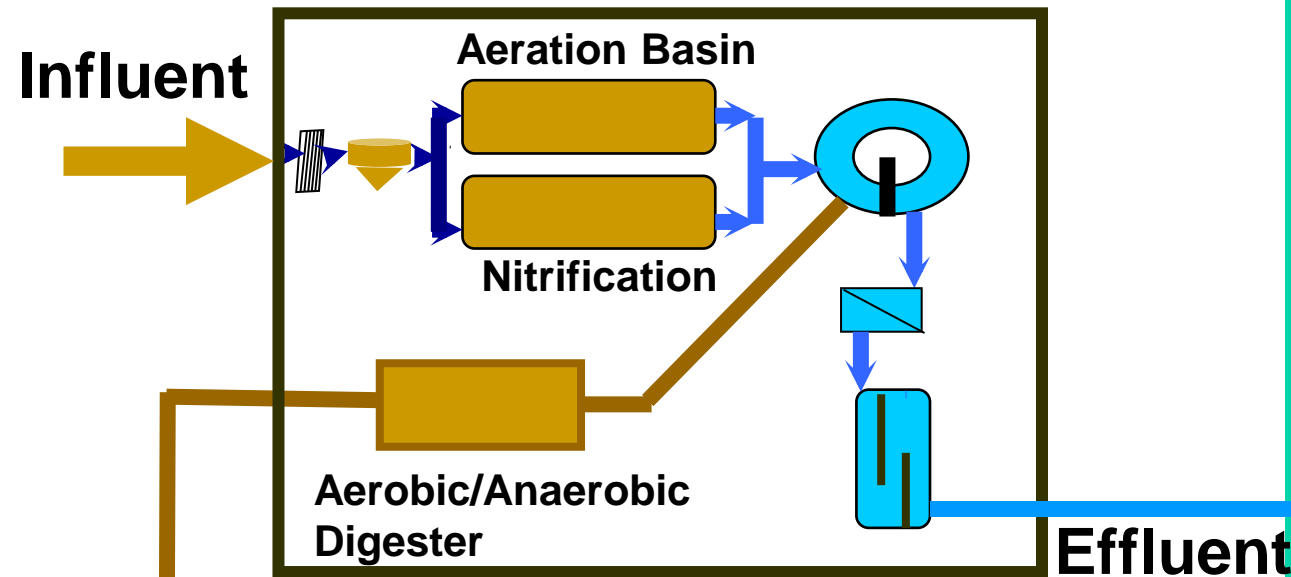 Influent
Aeration Basin
Nitrification
Aerobic/Anaerobic
Digester
Effluent